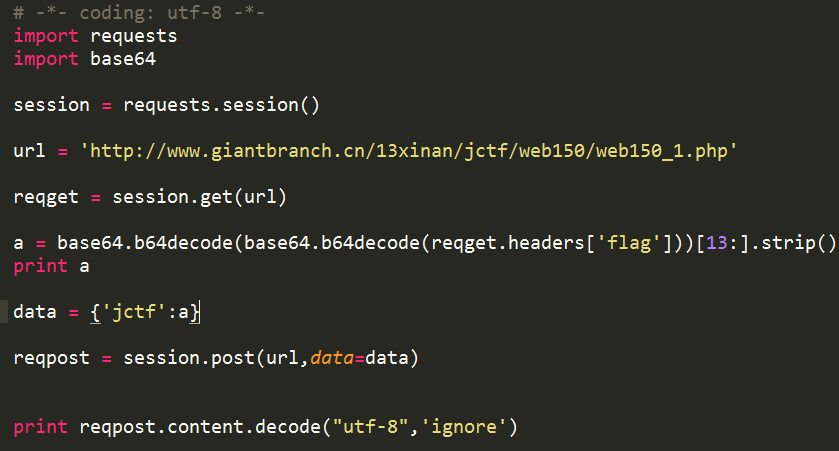 # -*- coding: utf-8 -*-
import requests
import base64
session = requests.session()
url = 'http://www.giantbranch.cn/13xinan/jctf/web150/web150_1.php'
reqget = session.get(url)
a = base64.b64decode(base64.b64decode(reqget.headers['flag']))[13:].strip()
print a
data = {'jctf':a}
reqpost = session.post(url,data=data)
print reqpost.content.decode("utf-8",'ignore')